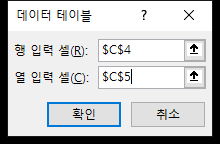 데이터 테이블 ? ×
행 입력 셀(R): $C$4
열 입력 셀(C): $C$5
확인 취소